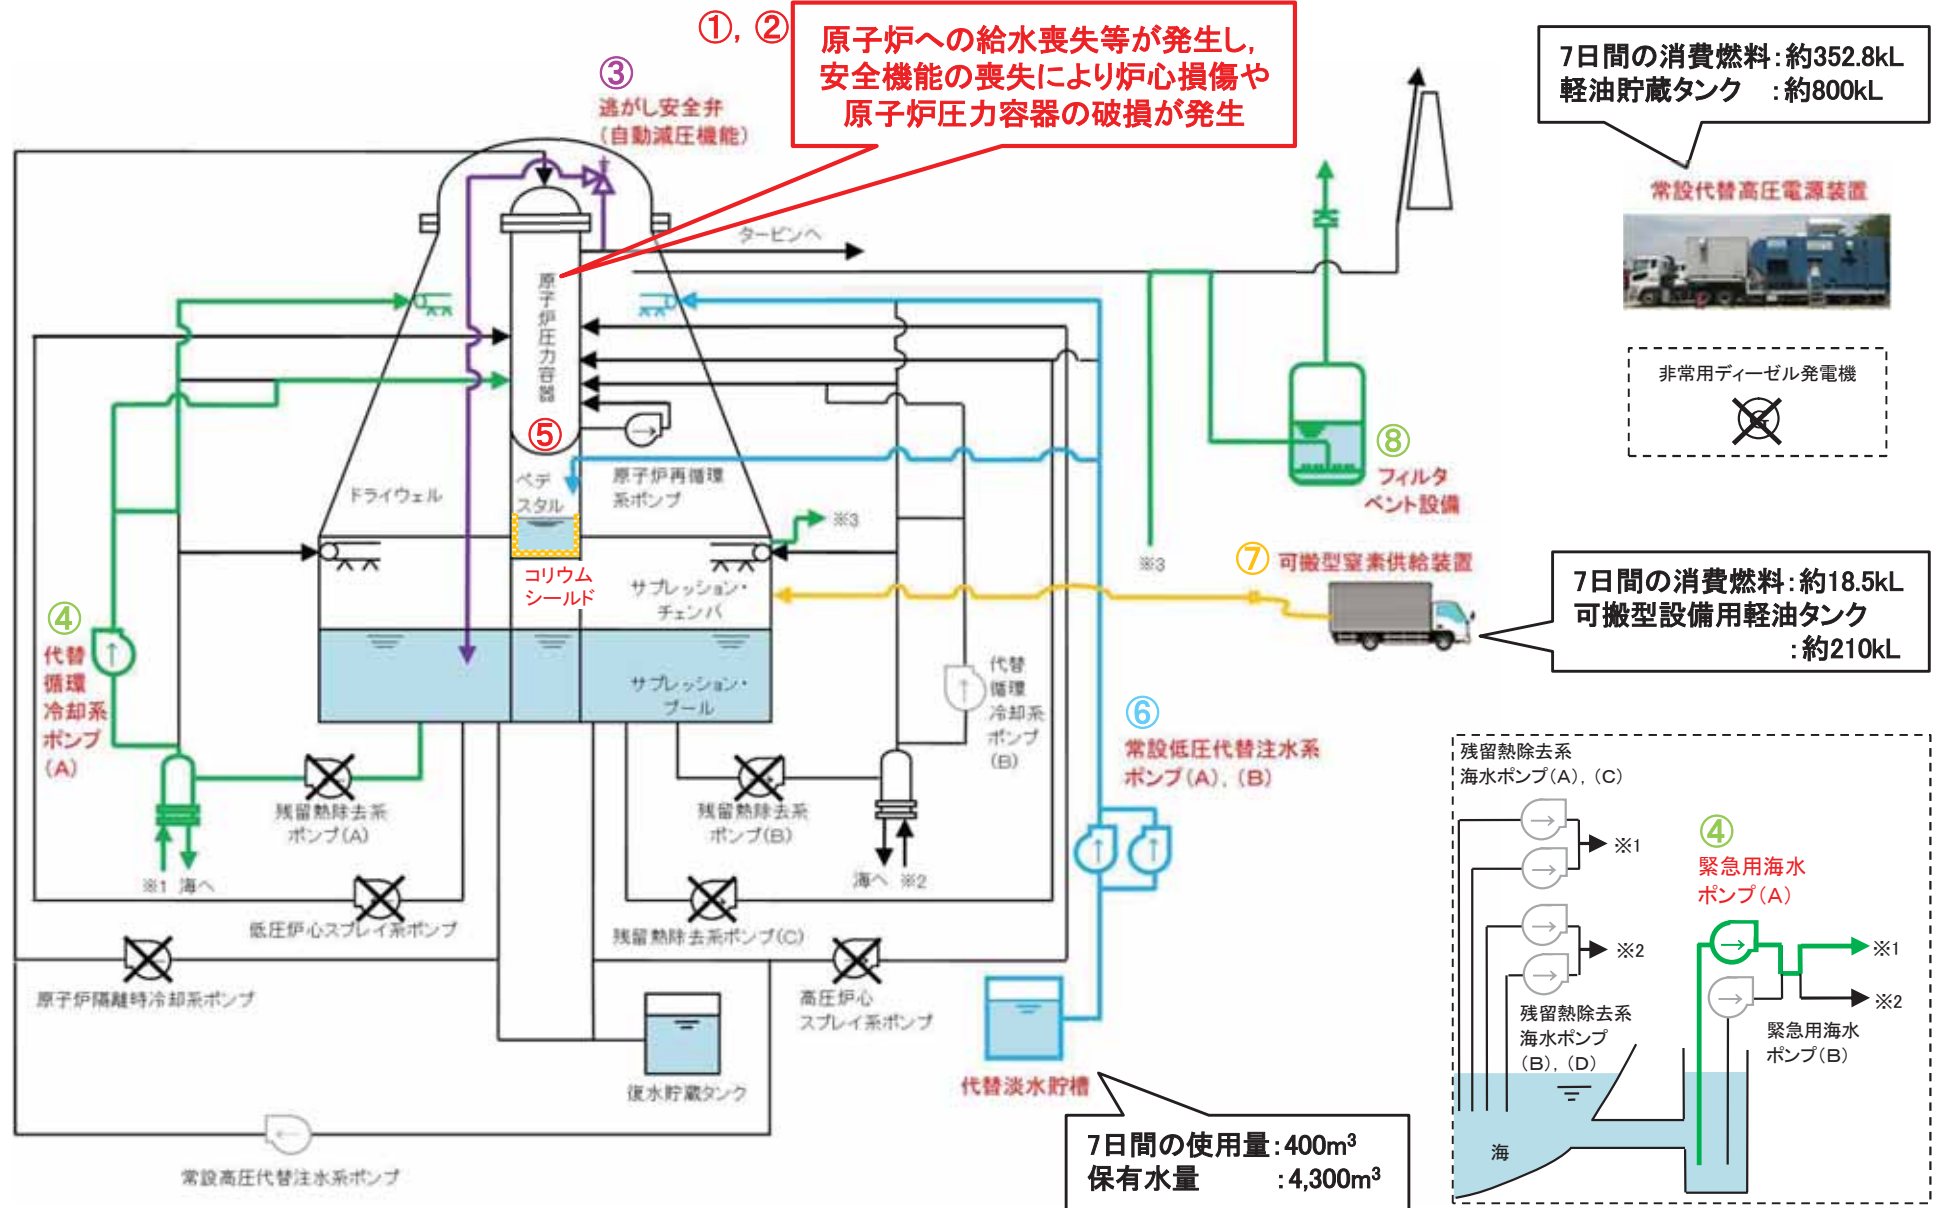 ①, ②
原子炉への給水喪失等が発生し,
安全機能の喪失により炉心損傷や
原子炉圧力容器の破損が発生
③
逃がし安全弁
(自動減圧機能)
7日間の消費燃料:約352.8kL
軽油貯蔵タンク :約800kL
常設代替高圧電源装置
非常用ディーゼル発電機
タービンへ
原子炉圧力容器
⑤
ペデ
スタル
原子炉再循環
系ポンプ
ドライウェル
コリウム
シールド
サプレッション・
チェンバ
サプレッション・
プール
※3
※3
⑧
フィルタ
ベント設備
⑦ 可搬型窒素供給装置
7日間の消費燃料:約18.5kL
可搬型設備用軽油タンク
:約210kL
④
代替
循環
冷却系
ポンプ
(A)
代替
循環
冷却系
ポンプ
(B)
⑥
常設低圧代替注水系
ポンプ(A), (B)
残留熱除去系
ポンプ(A)
残留熱除去系
ポンプ(B)
※1 海へ
海へ ※2
低圧炉心スプレイ系ポンプ
残留熱除去系ポンプ(C)
原子炉隔離時冷却系ポンプ
高圧炉心
スプレイ系ポンプ
復水貯蔵タンク
代替淡水貯槽
常設高圧代替注水系ポンプ
7日間の使用量:400m³
保有水量 :4,300m³
残留熱除去系
海水ポンプ(A), (C)
※1
※2
残留熱除去系
海水ポンプ
(B), (D)
④
緊急用海水
ポンプ(A)
※1
※2
緊急用海水
ポンプ(B)
海